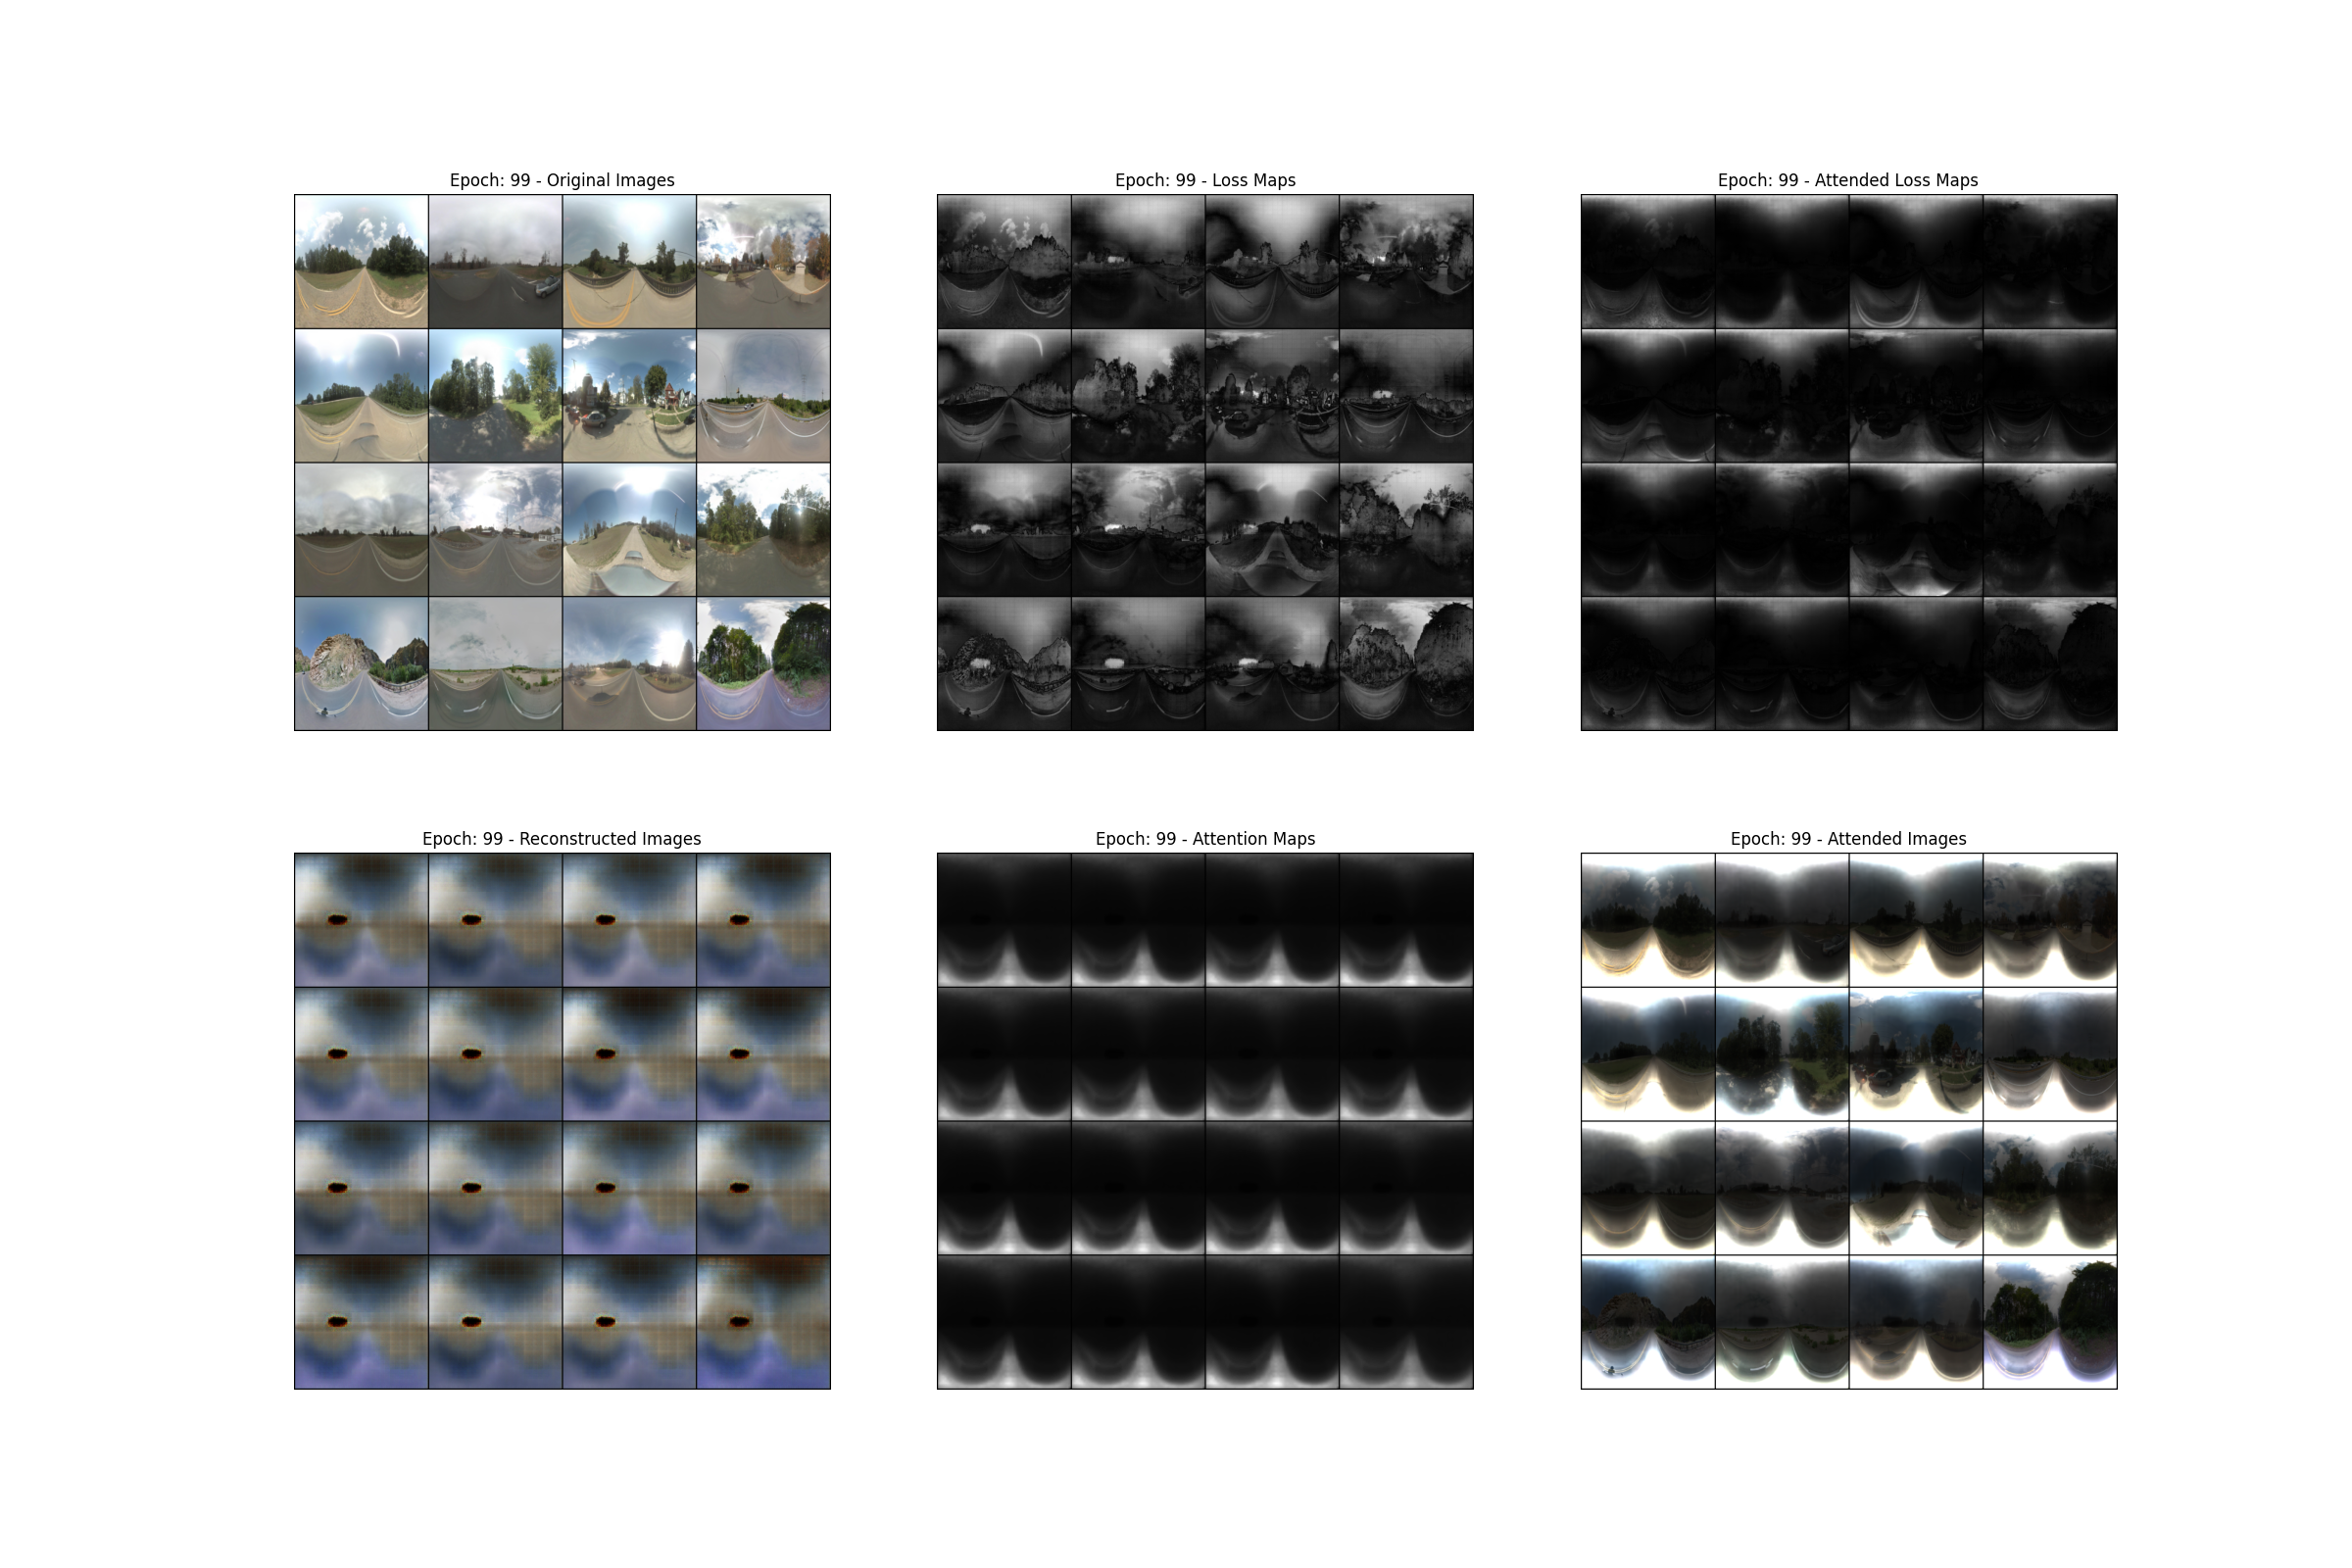 Epoch: 99 - Original Images
Epoch: 99 - Loss Maps
Epoch: 99 - Attended Loss Maps
Epoch: 99 - Reconstructed Images
Epoch: 99 - Attention Maps
Epoch: 99 - Attended Images